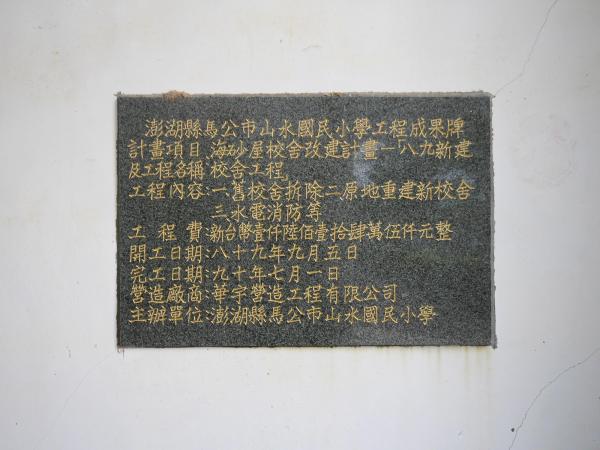 澎湖縣馬公市山水國民小學工程成果牌
計畫項目:海砂屋校舍改建計畫一「八九新建
及工程名稱 校舍工程
工程內容:一舊校舍拆除二原地重建新校舍
三水電消防等
工程費:新台幣壹仟陸佰壹拾肆萬伍仟元整
開工日期:八十九年九月五日
完工日期:九十年七月一日
營造廠商:華宇營造工程有限公司
主辦單位:澎湖縣馬公市山水國民小學